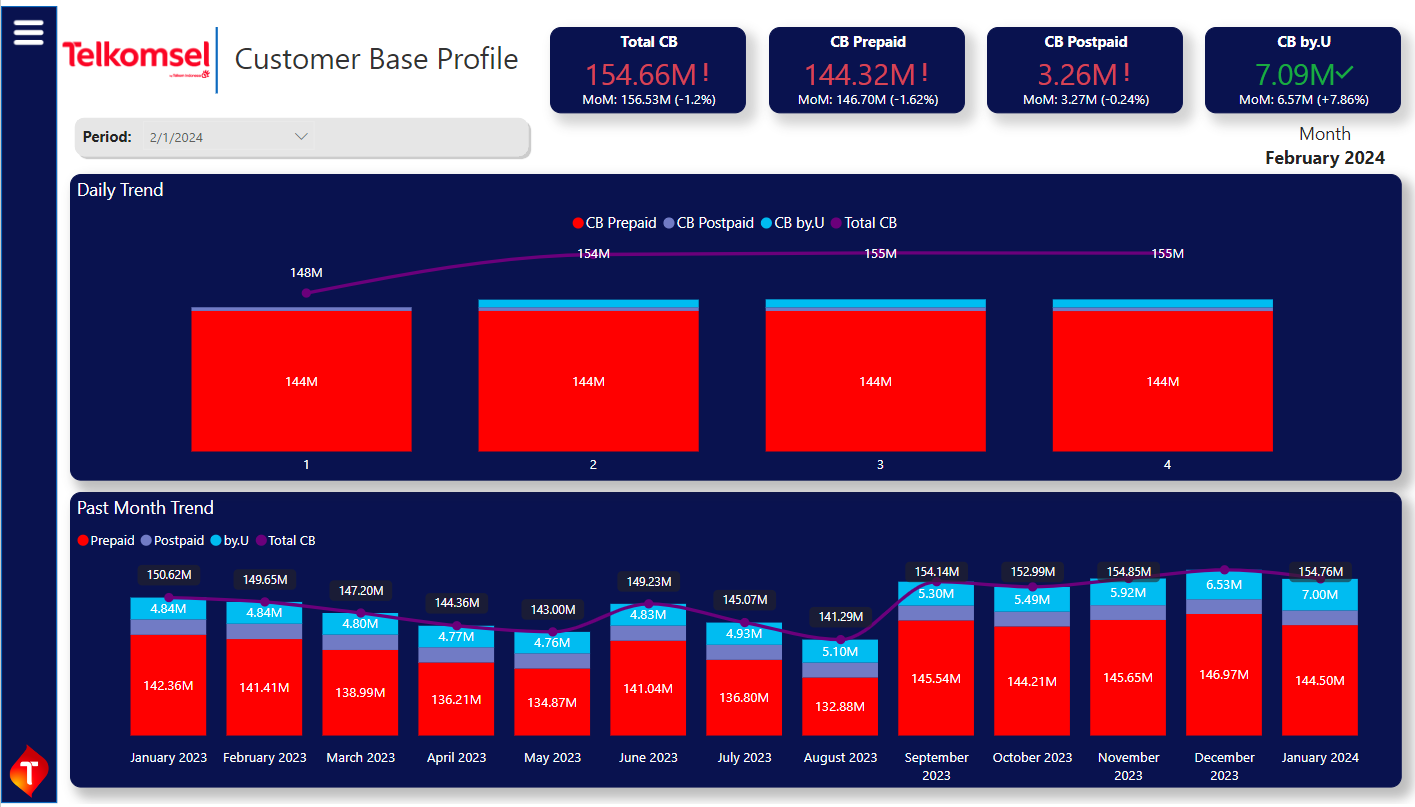 Telkomsel
by Telkom Indonesia
Customer Base Profile
Total CB
154.66M !
MoM: 156.53M (-1.2%)
CB Prepaid
144.32M !
MoM: 146.70M (-1.62%)
CB Postpaid
3.26M !
MoM: 3.27M (-0.24%)
CB by.U
7.09M✓
MoM: 6.57M (+7.86%)
Period: 2/1/2024
Month
February 2024
Daily Trend
CB Prepaid CB Postpaid CB by.U Total CB
148M 154M 155M 155M
144M 144M 144M 144M
1 2 3 4
Past Month Trend
Prepaid Postpaid by.U Total CB
150.62M 149.65M 147.20M 144.36M 143.00M 149.23M 145.07M 141.29M 154.14M 152.99M 154.85M 154.76M
4.84M 4.84M 4.80M 4.77M 4.76M 4.83M 4.93M 5.10M 5.30M 5.49M 5.92M 6.53M 7.00M
142.36M 141.41M 138.99M 136.21M 134.87M 141.04M 136.80M 132.88M 145.54M 144.21M 145.65M 146.97M 144.50M
January 2023
February 2023
March 2023
April 2023
May 2023
June 2023
July 2023
August 2023
September
2023
October 2023
November
2023
December
2023
January 2024
T